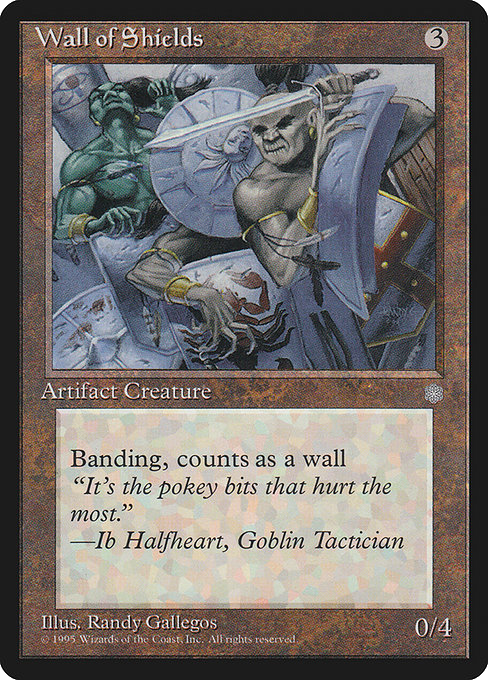 Wall of Shields 3
Artifact Creature
Banding, counts as a wall
“It's the pokey bits that hurt the
most.”
—Ib Halfheart, Goblin Tactician
Illus. Randy Gallegos
© 1995 Wizards of the Coast, Inc. All rights reserved.
0/4